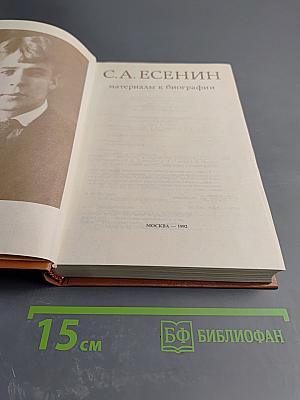 С.А. ЕСЕНИН
материалы к биографии
МОСКВА — 1992
15 см
БФ БИБЛИОФАН